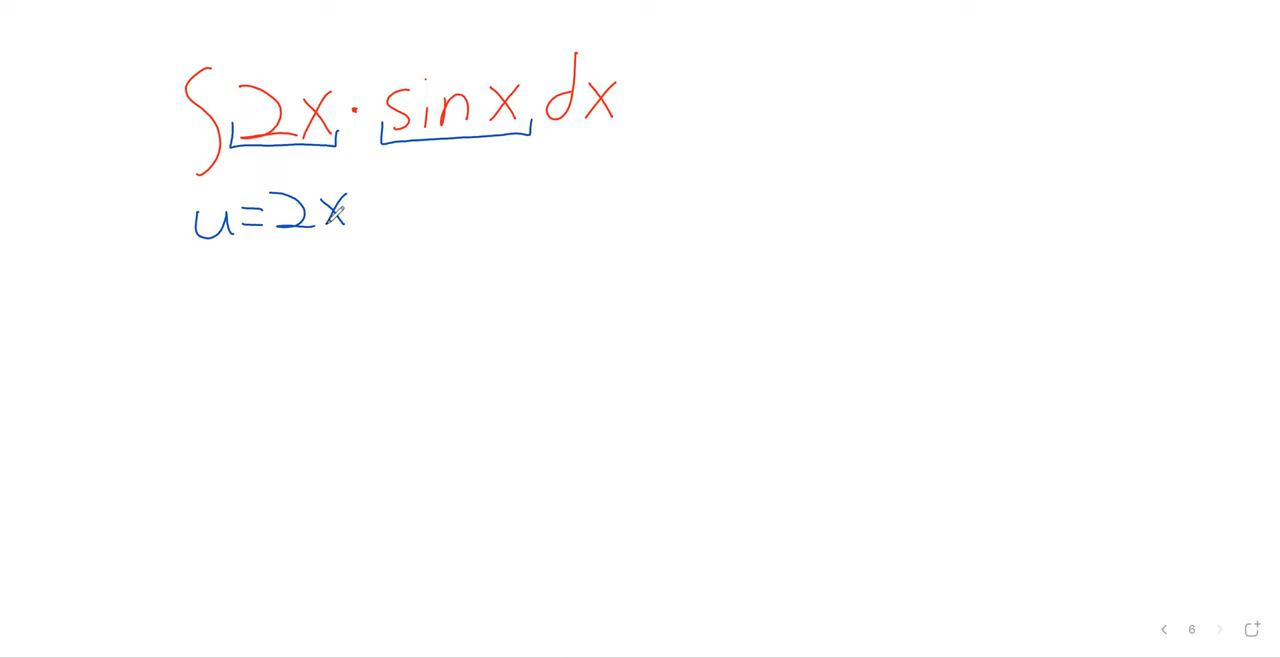 ∫ 2x · sin x dx
u = 2x
6